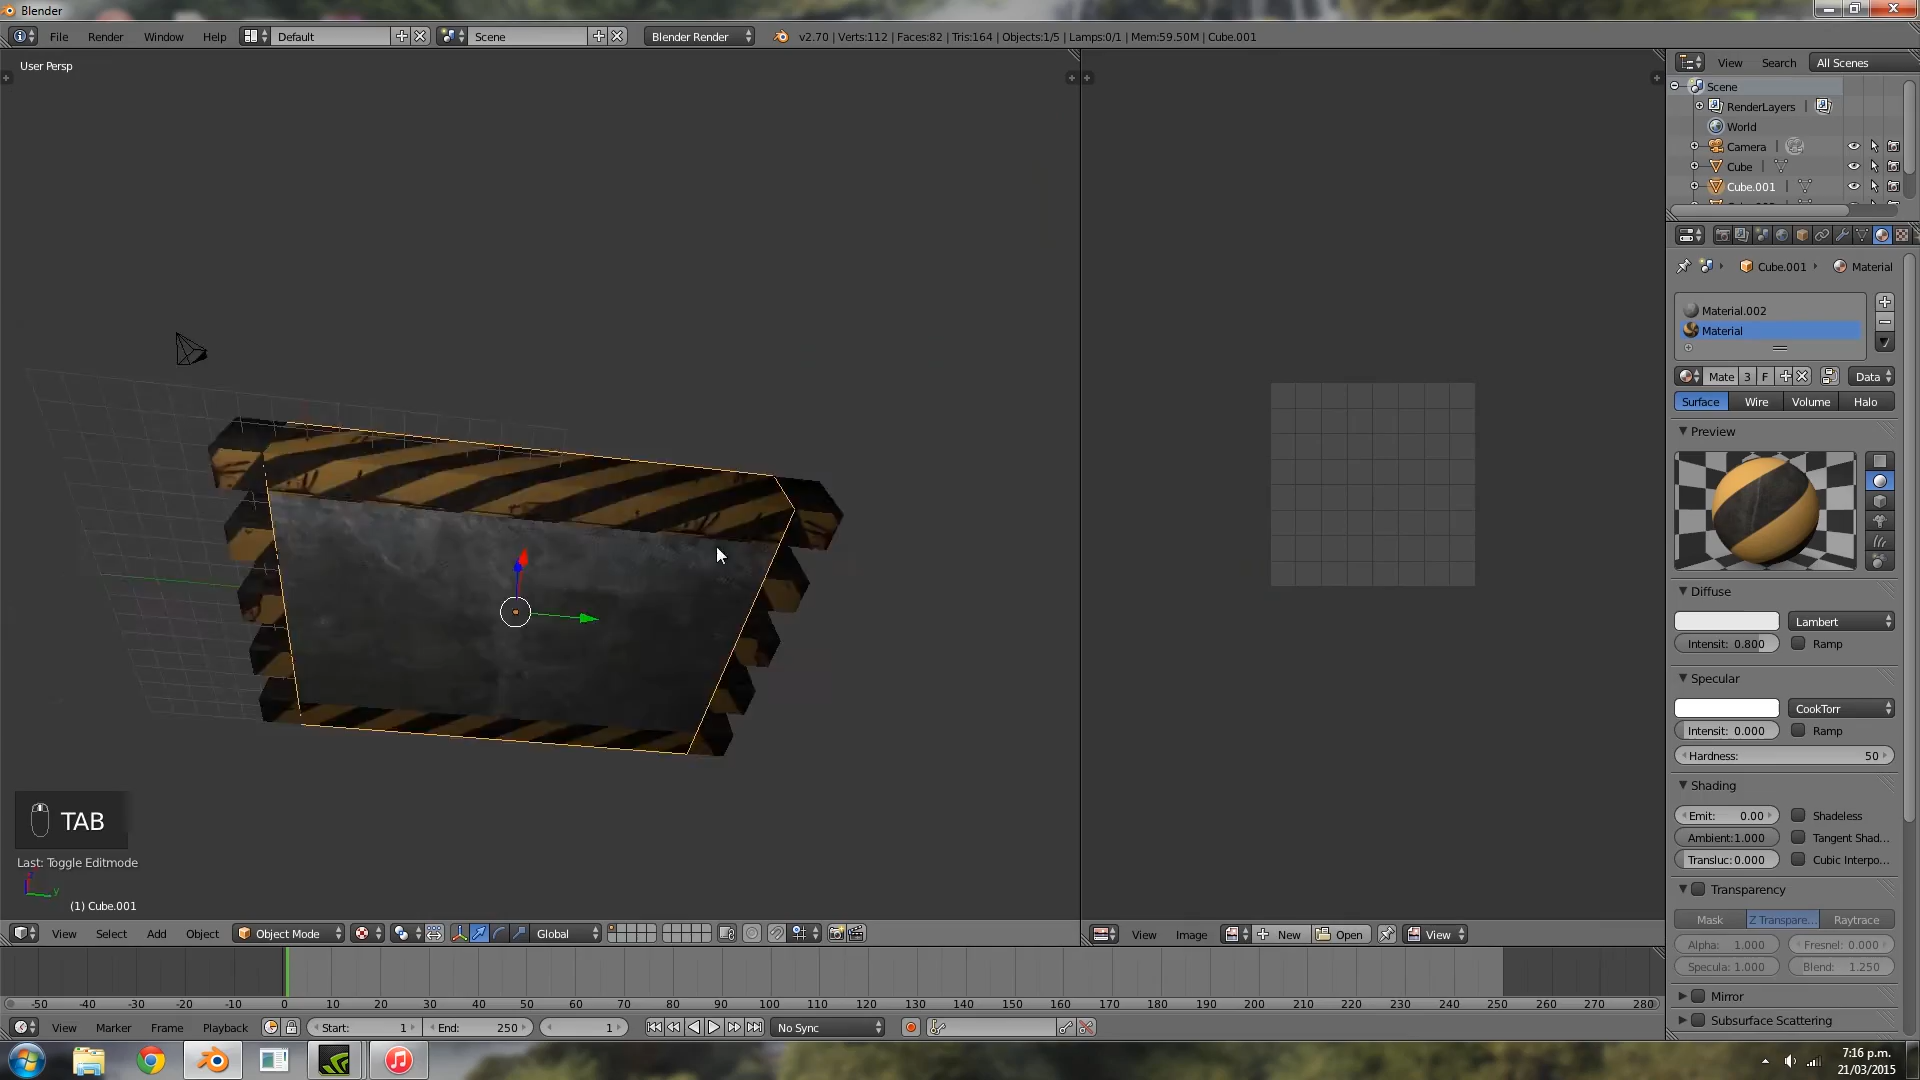 Blender
File Render Window Help Default Scene Blender Render v2.70 | Verts:112 | Faces:82 | Tris:164 | Objects:1/5 | Lamps:0/1 | Mem:59.50M | Cube.001
User Persp
View Search All Scenes
Scene
RenderLayers
World
Camera
Cube
Cube.001
Cube.001 Material
Material.002
Material
Mate 3 F Data
Surface Wire Volume Halo
Preview
Diffuse
Lambert
Intensit: 0.800 Ramp
Specular
CookTorr
Intensit: 0.000 Ramp
Hardness: 50
Shading
Emit: 0.00 Shadeless
Ambient:1.000 Tangent Shad...
Transluc: 0.000 Cubic Interpo...
Transparency
Mask Z Transpare... Raytrace
Alpha: 1.000 Fresnel: 0.000
Specula: 1.000 Blend: 1.250
Mirror
Subsurface Scattering
TAB
Last: Toggle Editmode
z
y
(1) Cube.001
View Select Add Object Object Mode Global
View Image New Open View
-50 -40 -30 -20 -10 0 10 20 30 40 50 60 70 80 90 100 110 120 130 140 150 160 170 180 190 200 210 220 230 240 250 260 270 280
View Marker Frame Playback Start: 1 End: 250 1 No Sync
7:16 p.m.
21/03/2015